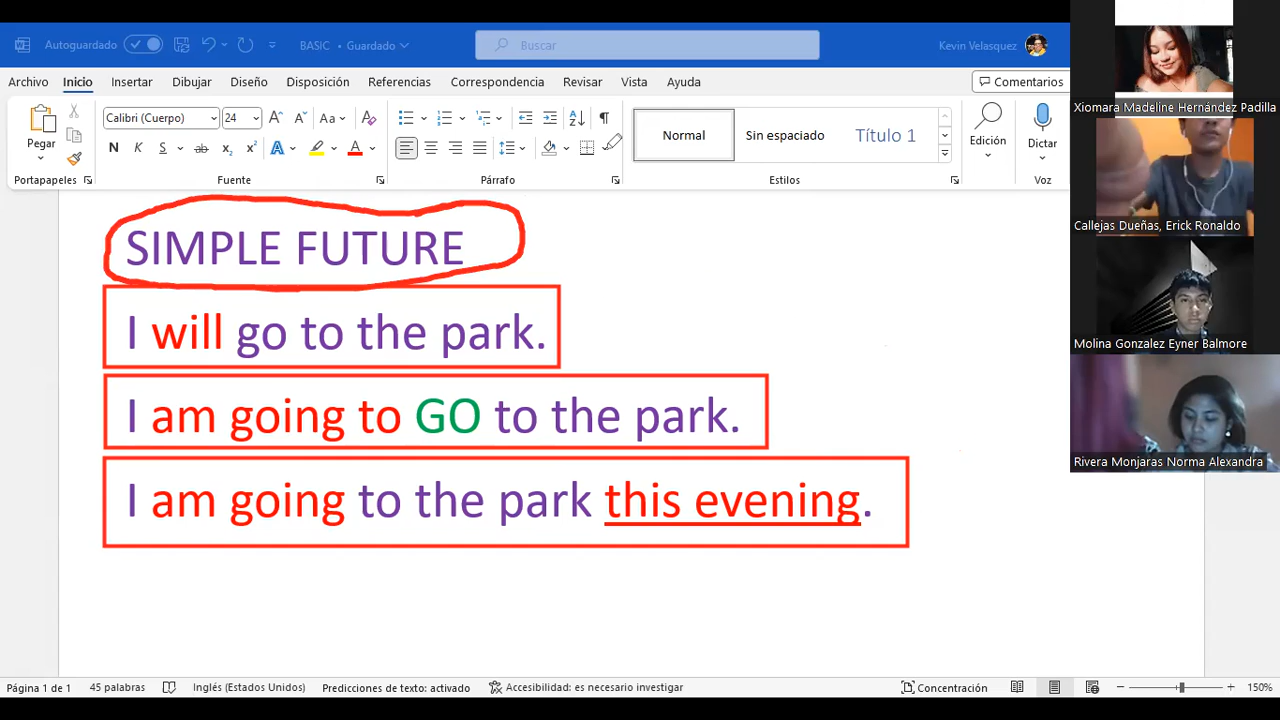 Autoguardado
BASIC • Guardado
Buscar
Kevin Velasquez
Archivo Inicio Insertar Dibujar Diseño Disposición Referencias Correspondencia Revisar Vista Ayuda
Comentarios
Pegar
Calibri (Cuerpo) 24
Normal
Sin espaciado
Título 1
Edición
Dictar
Portapapeles
Fuente
Párrafo
Estilos
Voz
SIMPLE FUTURE
I will go to the park.
I am going to GO to the park.
I am going to the park this evening.
Xiomara Madeline Hernández Padilla
Callejas Dueñas, Erick Ronaldo
Molina Gonzalez Eyner Balmore
Rivera Monjaras Norma Alexandra
Página 1 de 1 45 palabras Inglés (Estados Unidos) Predicciones de texto: activado Accesibilidad: es necesario investigar Concentración 150%